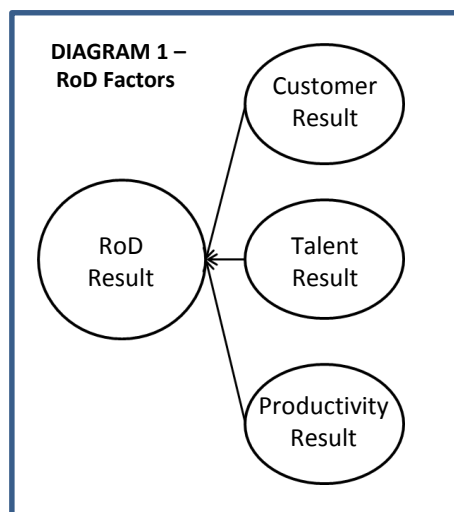 DIAGRAM 1 –
RoD Factors
Customer
Result
RoD
Result
Talent
Result
Productivity
Result